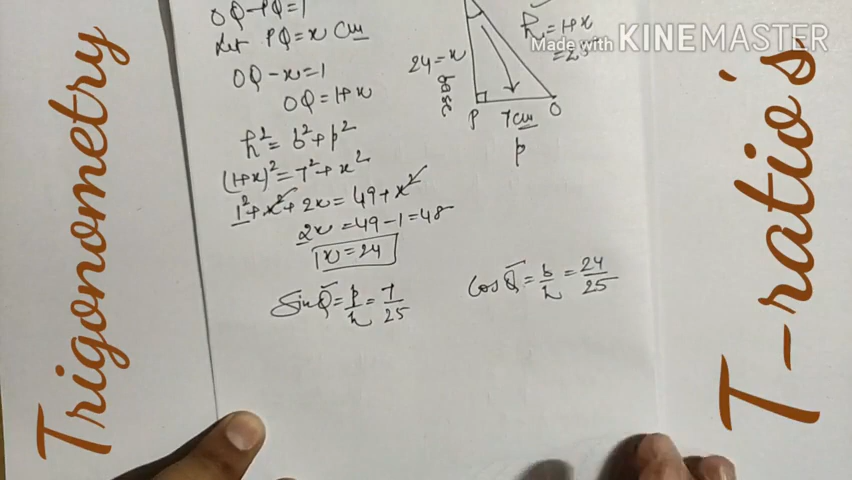 Trigonometry
OQ-PQ=1
Let PQ=x cm
OQ-x=1
OQ=1+x
h²=b²+p²
(1+x)²=7²+x²
1²+x²+2x=49+x²
2x=49-1=48
x=24
Sin Q=p/h=7/25
Cos Q=b/h=24/25
24=x
base
P
7cm
O
p
h=1+x
=25
Made with KINEMASTER
T-ratio's